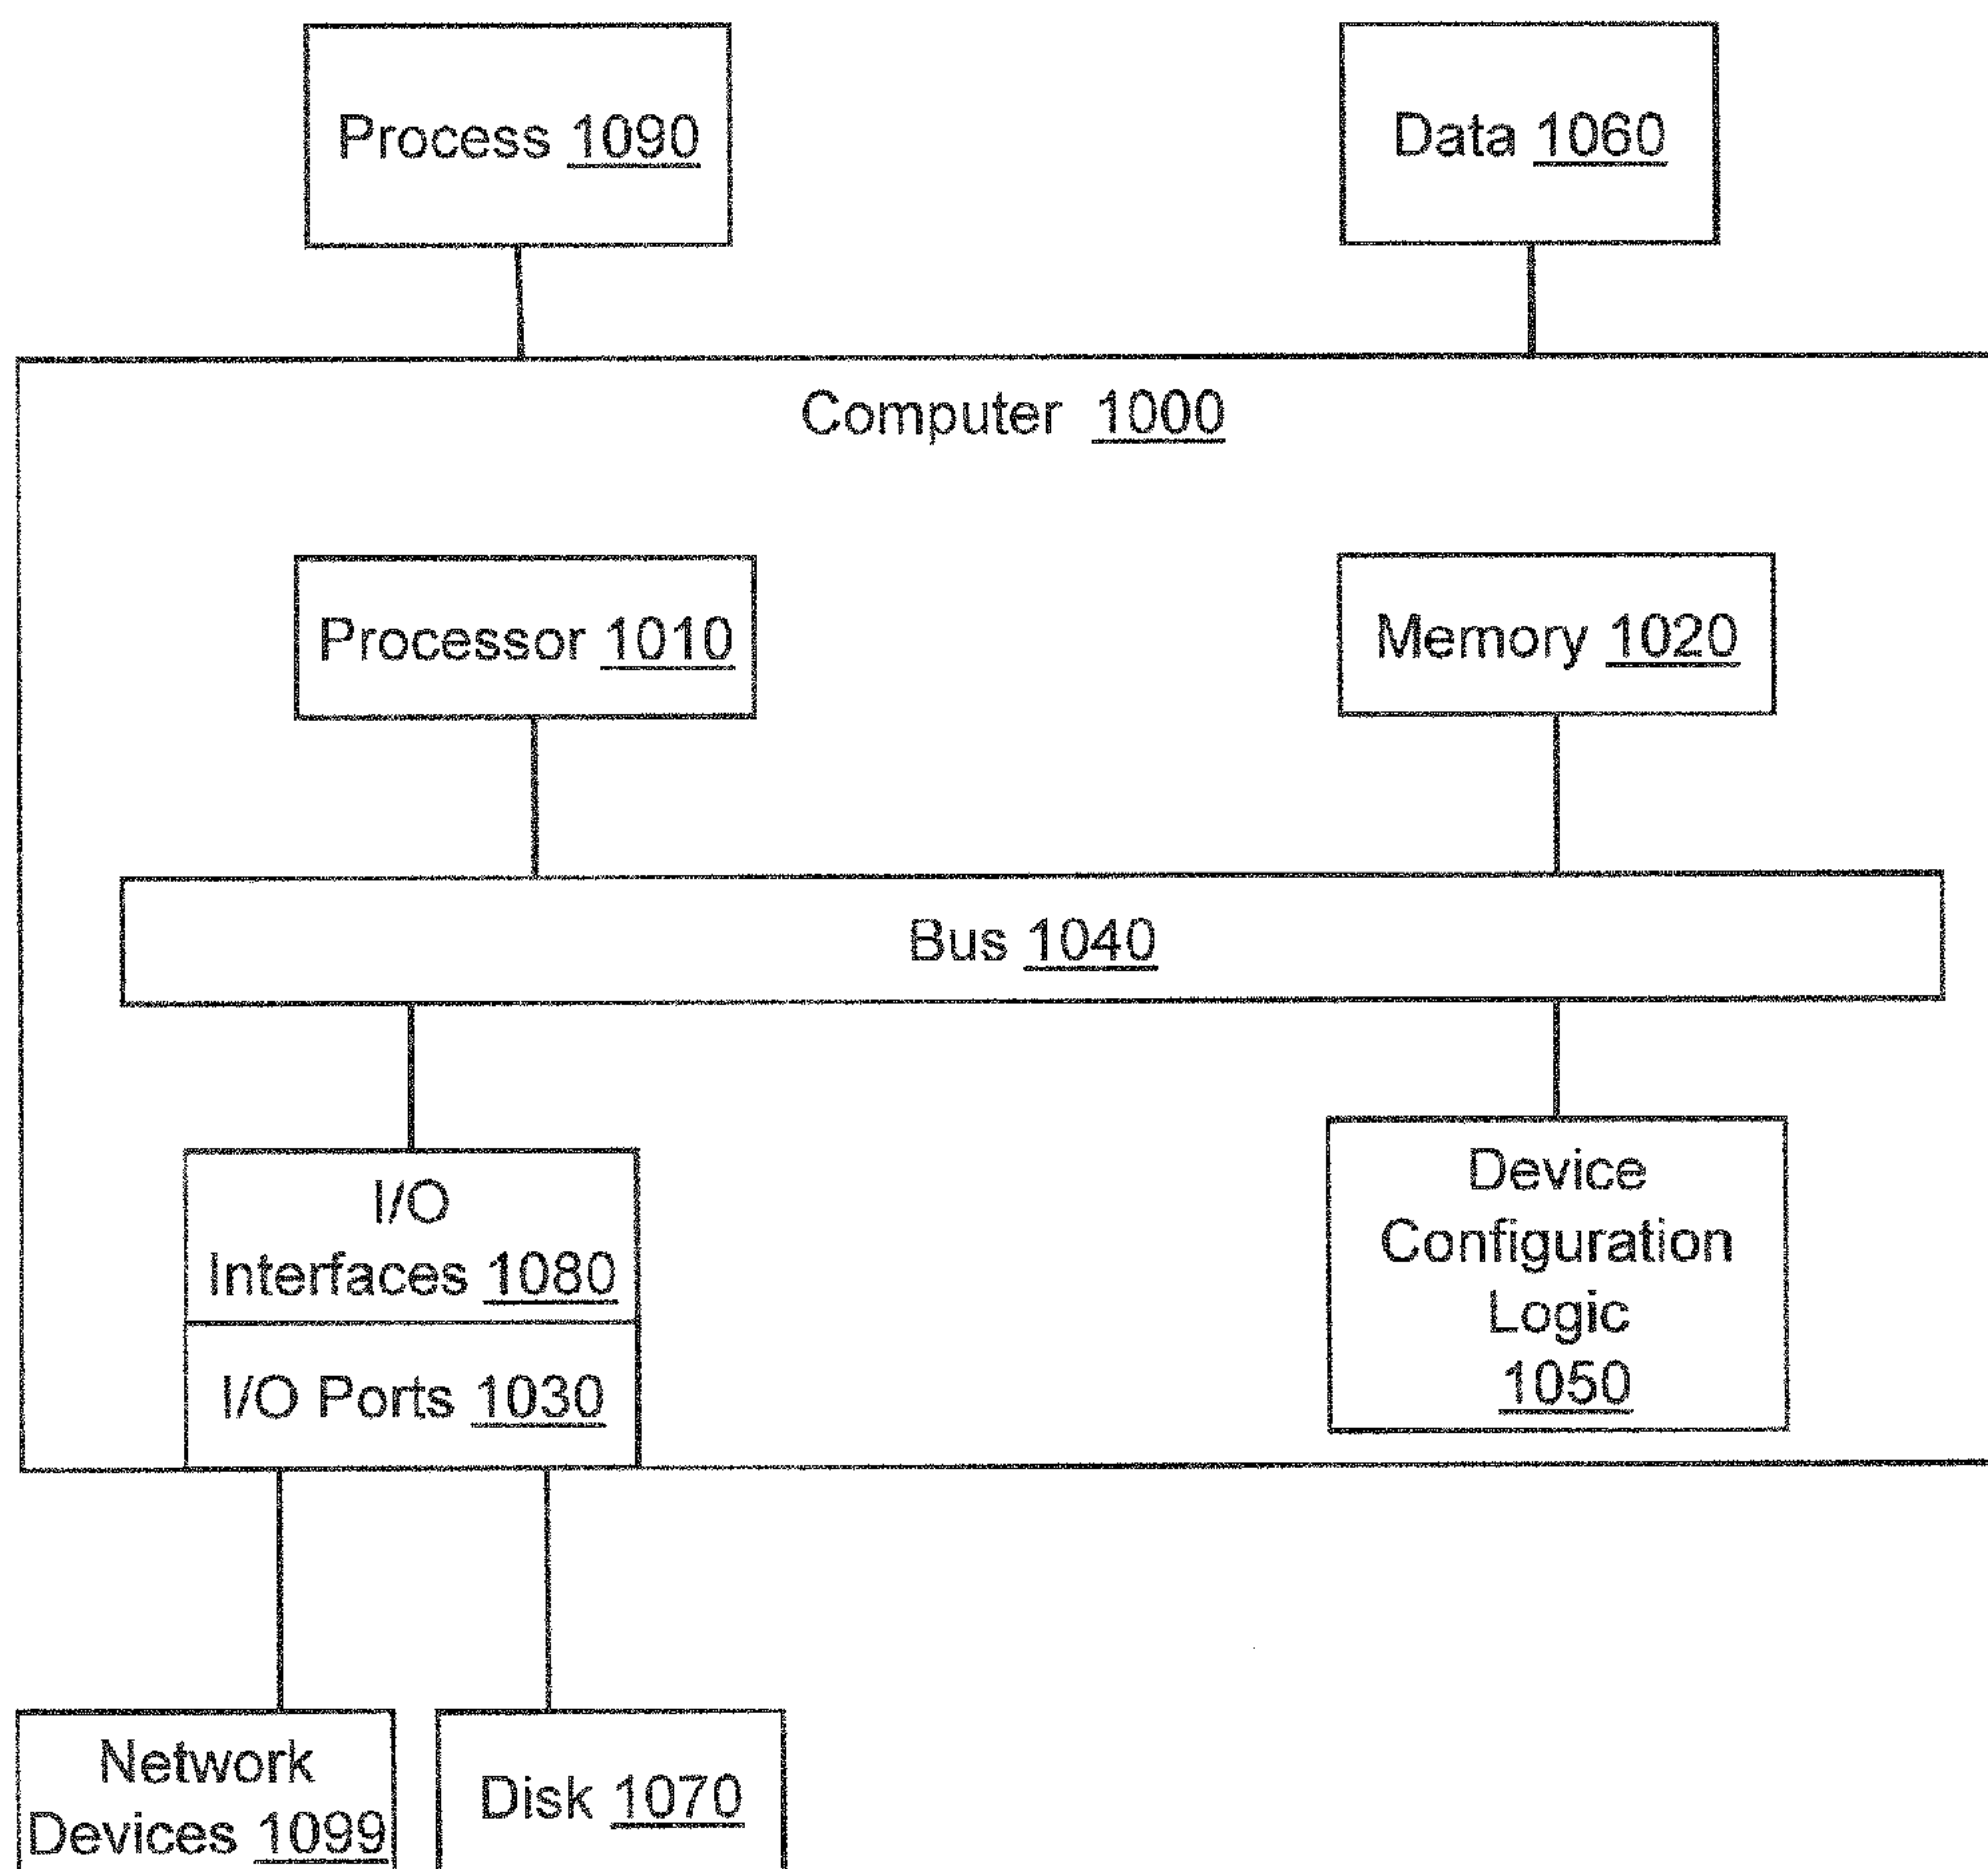 Process 1090
Data 1060
Computer 1000
Processor 1010
Memory 1020
Bus 1040
I/O
Interfaces 1080
I/O Ports 1030
Device
Configuration
Logic
1050
Network
Devices 1099
Disk 1070